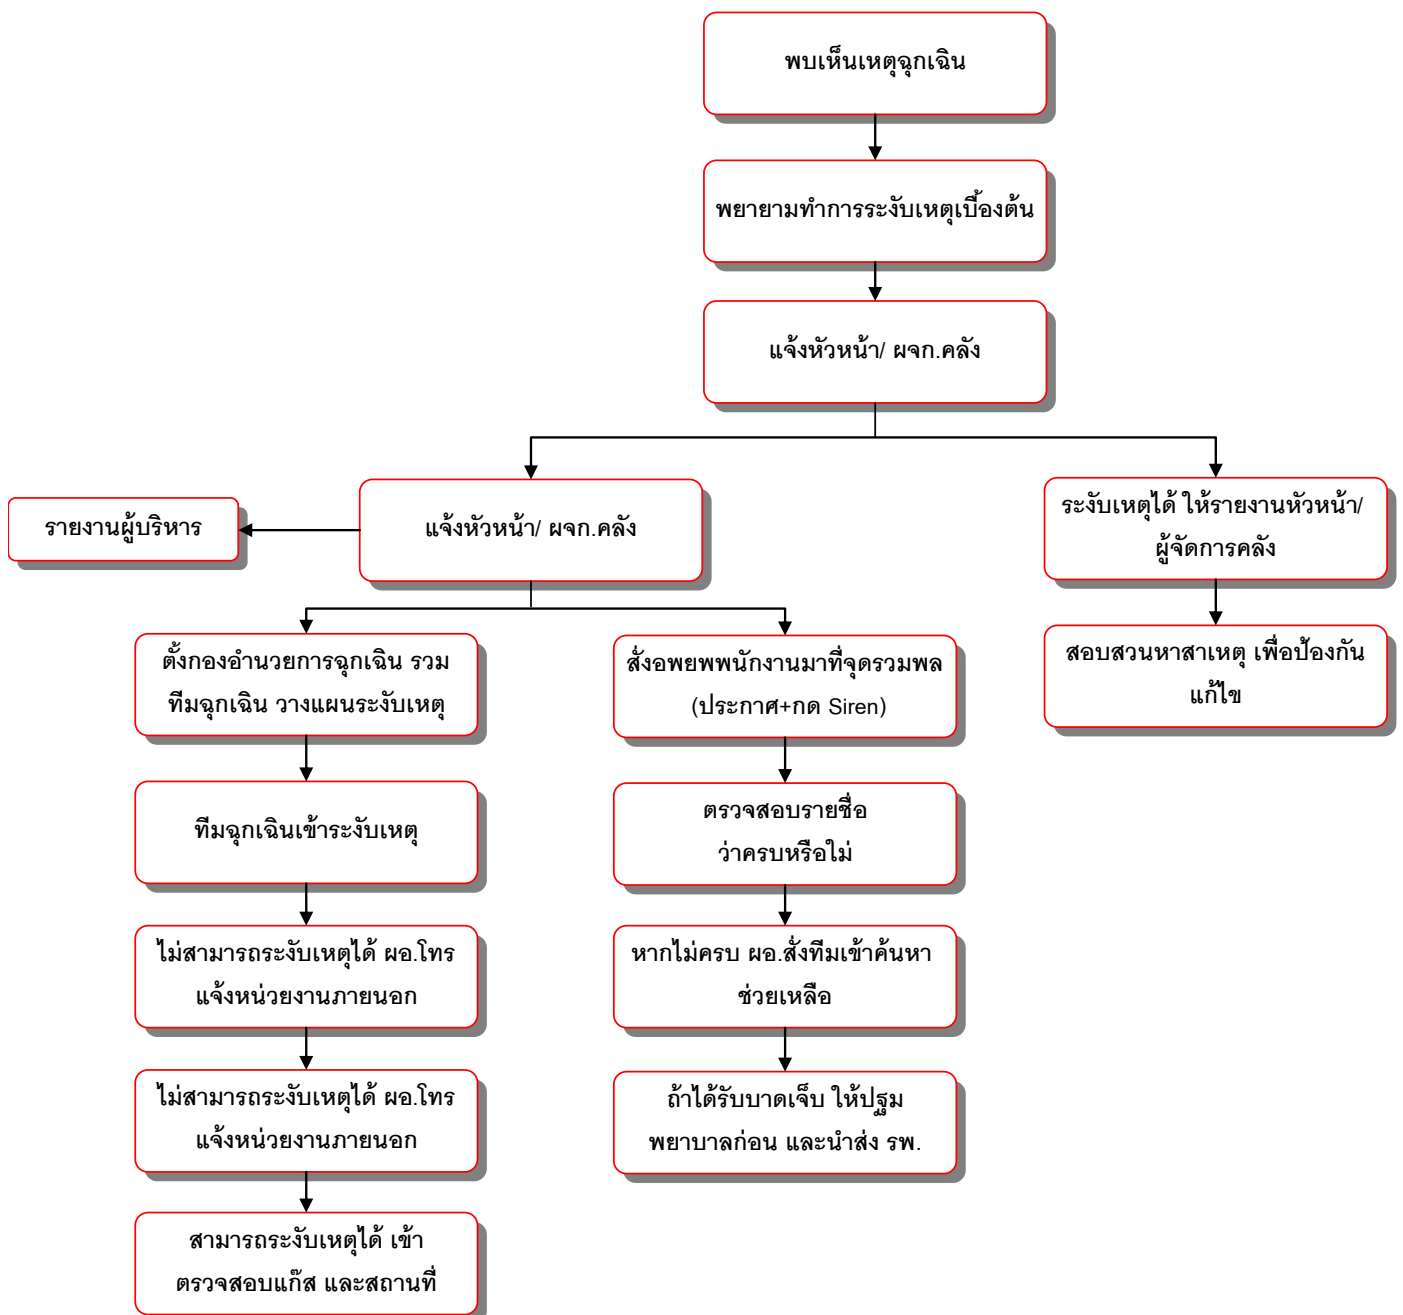 พบเห็นเหตุฉุกเฉิน
พยายามทำการระงับเหตุเบื้องต้น
แจ้งหัวหน้า/ ผจก.คลัง
รายงานผู้บริหาร
แจ้งหัวหน้า/ ผจก.คลัง
ระงับเหตุได้ ให้รายงานหัวหน้า/
ผู้จัดการคลัง
ตั้งกองอำนวยการฉุกเฉิน รวม
ทีมฉุกเฉิน วางแผนระงับเหตุ
สั่งอพยพพนักงานมาที่จุดรวมพล
(ประกาศ+กด Siren)
สอบสวนหาสาเหตุ เพื่อป้องกัน
แก้ไข
ทีมฉุกเฉินเข้าระงับเหตุ
ตรวจสอบรายชื่อ
ว่าครบหรือไม่
ไม่สามารถระงับเหตุได้ ผอ.โทร
แจ้งหน่วยงานภายนอก
หากไม่ครบ ผอ.สั่งทีมเข้าค้นหา
ช่วยเหลือ
ไม่สามารถระงับเหตุได้ ผอ.โทร
แจ้งหน่วยงานภายนอก
ถ้าได้รับบาดเจ็บ ให้ปฐม
พยาบาลก่อน และนำส่ง รพ.
สามารถระงับเหตุได้ เข้า
ตรวจสอบแก๊ส และสถานที่